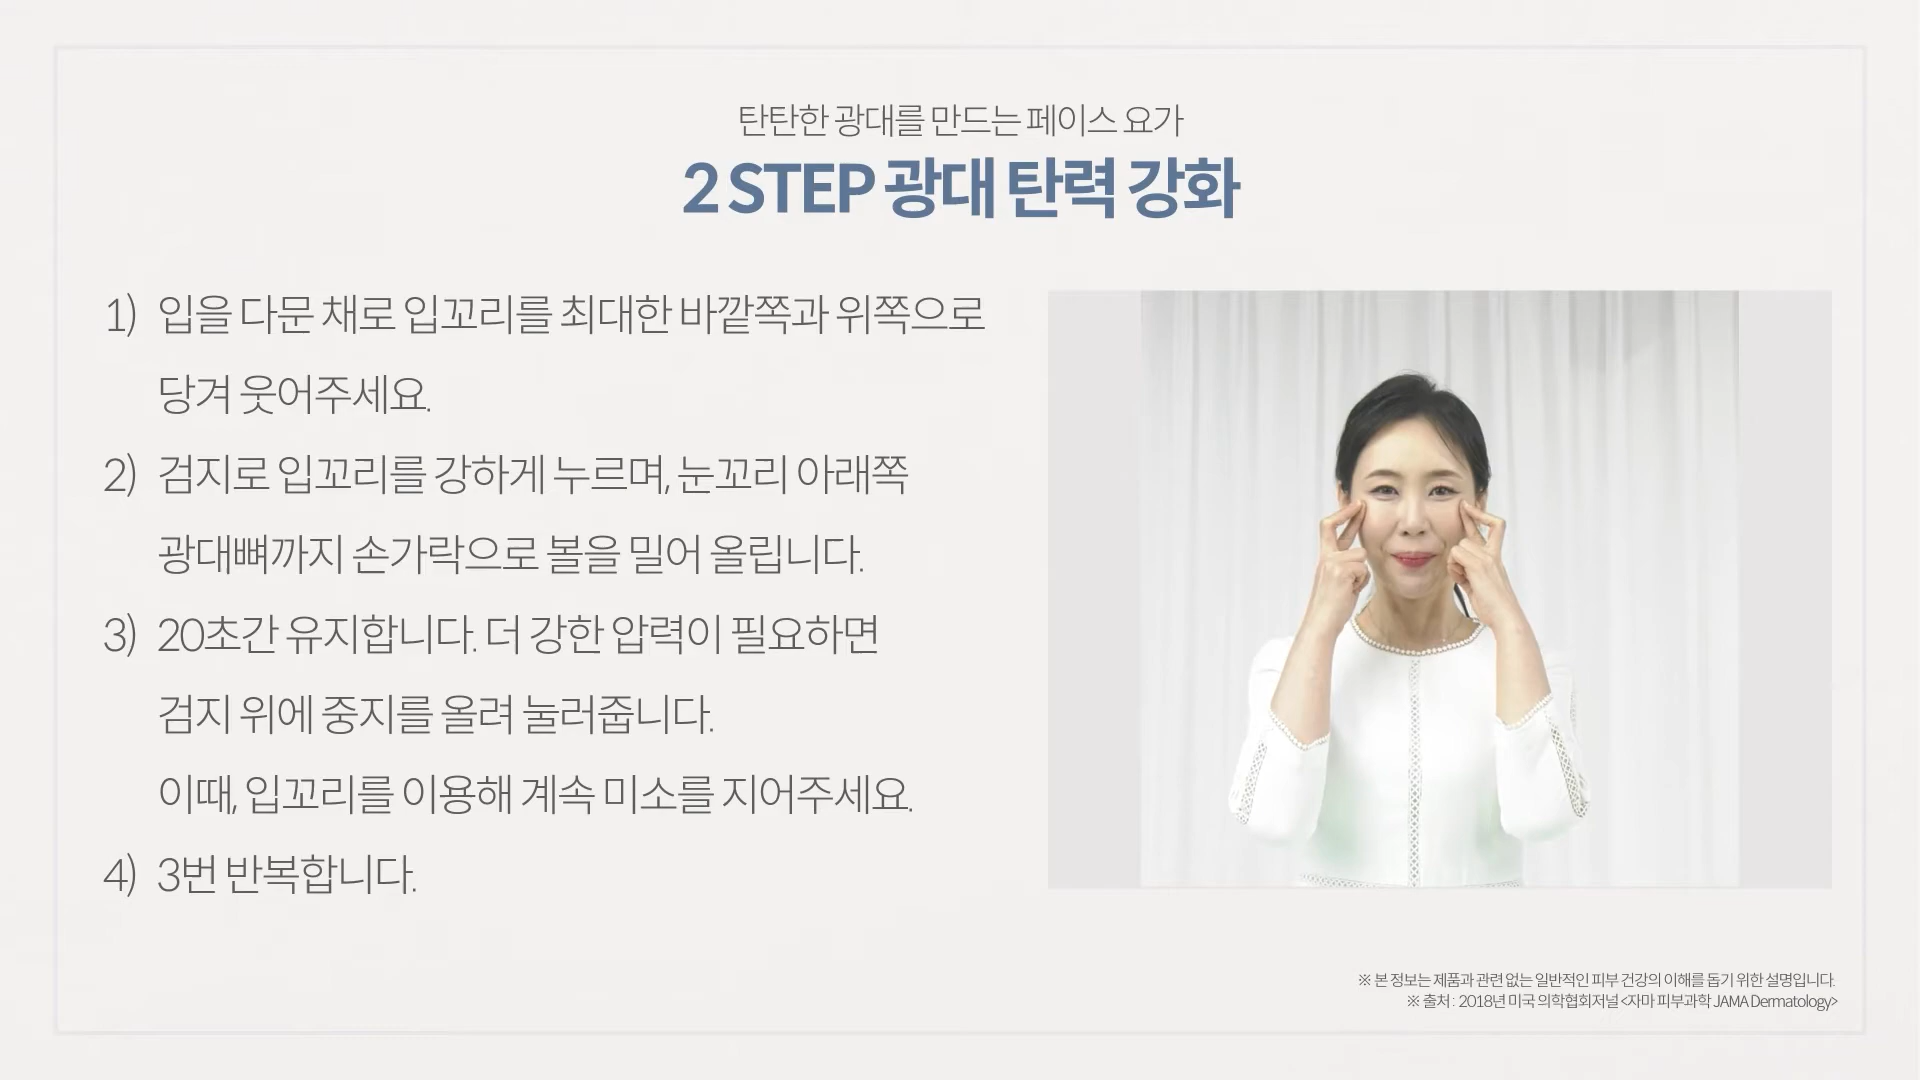 탄탄한 광대를 만드는 페이스 요가
2 STEP 광대 탄력 강화
1) 입을 다문 채로 입꼬리를 최대한 바깥쪽과 위쪽으로
당겨 웃어주세요.
2) 검지로 입꼬리를 강하게 누르며, 눈꼬리 아래쪽
광대뼈까지 손가락으로 볼을 밀어 올립니다.
3) 20초간 유지합니다. 더 강한 압력이 필요하면
검지 위에 중지를 올려 눌러줍니다.
이때, 입꼬리를 이용해 계속 미소를 지어주세요.
4) 3번 반복합니다.
※ 본 정보는 제품과 관련 없는 일반적인 피부 건강의 이해를 돕기 위한 설명입니다.
※ 출처 : 2018년 미국 의학협회저널 <자마 피부과학 JAMA Dermatology>